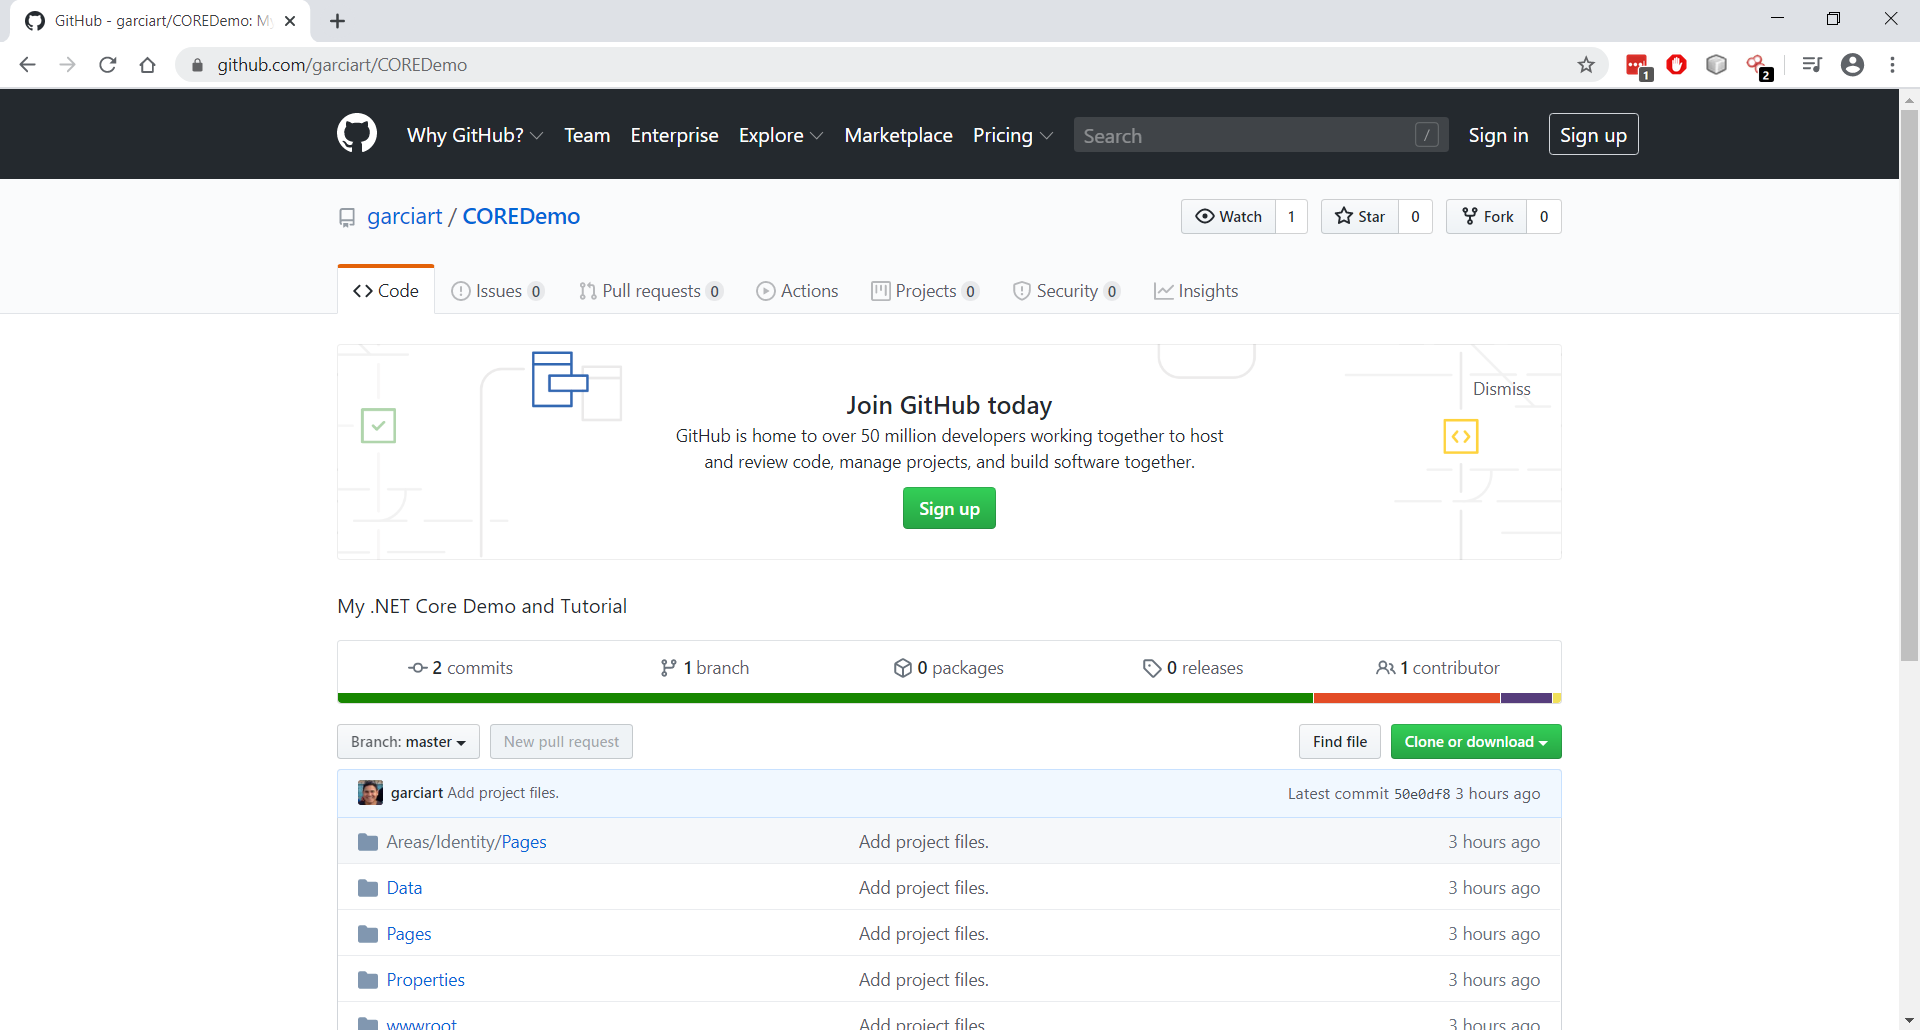 GitHub - garciart/COREDemo: My
github.com/garciart/COREDemo
1
2
Why GitHub? Team Enterprise Explore Marketplace Pricing Search / Sign in Sign up
garciart / COREDemo
Watch 1 Star 0 Fork 0
Code Issues 0 Pull requests 0 Actions Projects 0 Security 0 Insights
Dismiss
Join GitHub today
GitHub is home to over 50 million developers working together to host
and review code, manage projects, and build software together.
Sign up
My .NET Core Demo and Tutorial
2 commits 1 branch 0 packages 0 releases 1 contributor
Branch: master New pull request Find file Clone or download
garciart Add project files. Latest commit 50e0df8 3 hours ago
Areas/Identity/Pages Add project files. 3 hours ago
Data Add project files. 3 hours ago
Pages Add project files. 3 hours ago
Properties Add project files. 3 hours ago
wwwroot Add project files. 3 hours ago